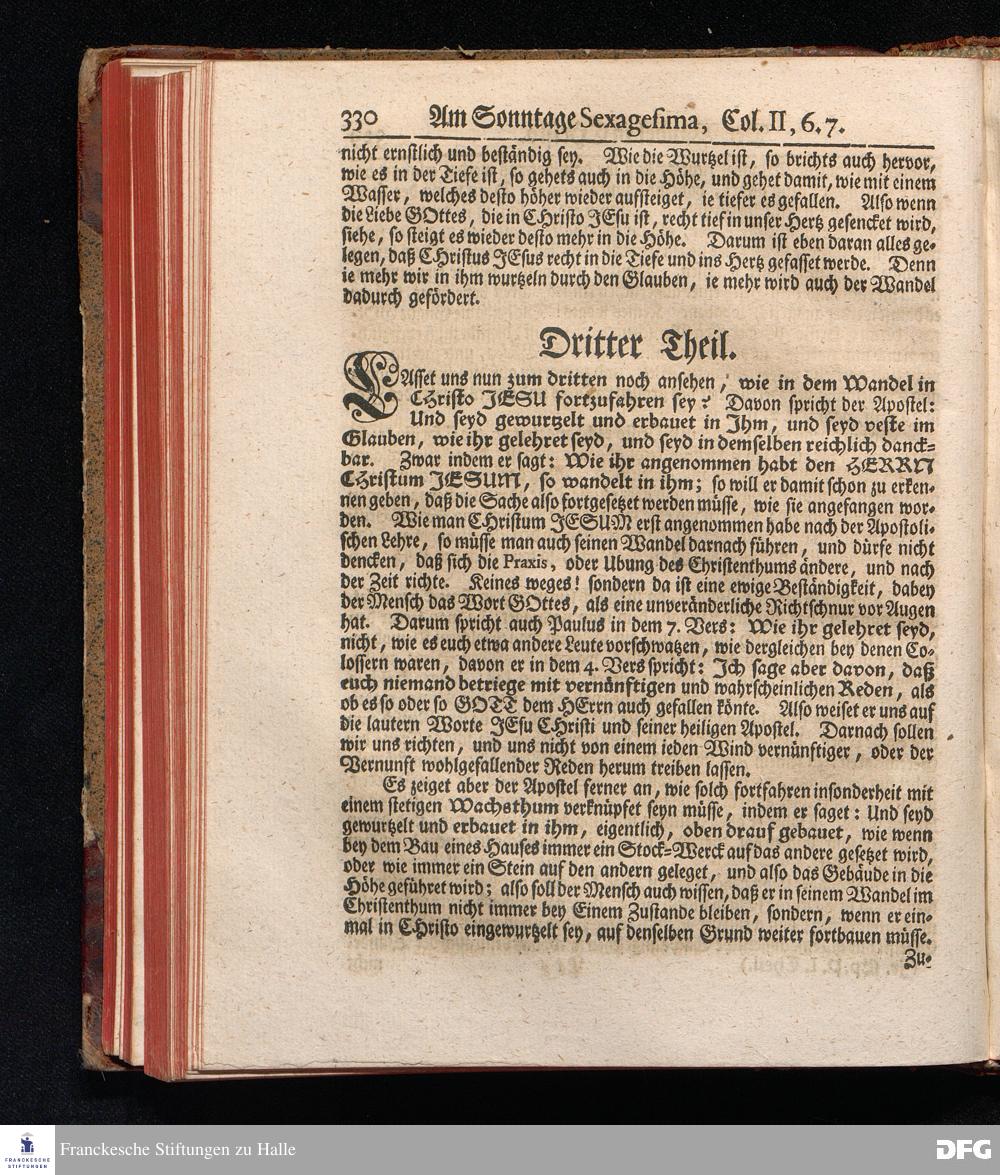 330 Am Sonntage Sexagesima, Col. II, 6. 7.
nicht ernstlich und beständig sey. Wie die Wurtzel ist, so brichts auch hervor,
wie es in der Tiefe ist, so gehets auch in die Höhe, und gehet damit, wie mit einem
Wasser, welches desto höher wieder aufsteiget, ie tiefer es gefallen. Also wenn
die Liebe GOttes, die in CHristo JEsu ist, recht tief in unser Hertz gesencket wird,
siehe, so steigt es wieder desto mehr in die Höhe. Darum ist eben daran alles ge-
legen, daß CHristus JEsus recht in die Tiefe und ins Hertz gefasset werde. Denn
ie mehr wir in ihm wurtzeln durch den Glauben, ie mehr wird auch der Wandel
dadurch gefördert.
Dritter Theil.
LAsset uns nun zum dritten noch ansehen, wie in dem Wandel in
CHristo JESU fortzufahren sey? Davon spricht der Apostel:
Und seyd gewurtzelt und erbauet in Ihm, und seyd veste im
Glauben, wie ihr gelehret seyd, und seyd in demselben reichlich danck-
bar. Zwar indem er sagt: Wie ihr angenommen habt den HERRN
CHristum JESUM, so wandelt in ihm; so will er damit schon zu erken-
nen geben, daß die Sache also fortgesetzet werden müsse, wie sie angefangen wor-
den. Wie man CHristum JESUM erst angenommen habe nach der Apostoli-
schen Lehre, so müsse man auch seinen Wandel darnach führen, und dürfe nicht
dencken, daß sich die Praxis, oder Ubung des Christenthums ändere, und nach
der Zeit richte. Keines weges! sondern da ist eine ewige Beständigkeit, dabey
der Mensch das Wort GOttes, als eine unveränderliche Richtschnur vor Augen
hat. Darum spricht auch Paulus in dem 7. Vers: Wie ihr gelehret seyd,
nicht, wie es euch etwa andere Leute vorschwatzen, wie dergleichen bey denen Co-
lossern waren, davon er in dem 4. Vers spricht: Ich sage aber davon, daß
euch niemand betriege mit vernünftigen und wahrscheinlichen Reden, als
ob es so oder so GOTT dem HErrn auch gefallen könte. Also weiset er uns auf
die lautern Worte JEsu CHristi und seiner heiligen Apostel. Darnach sollen
wir uns richten, und uns nicht von einem ieden Wind vernünftiger, oder der
Vernunft wohlgefallender Reden herum treiben lassen.
Es zeiget aber der Apostel ferner an, wie solch fortfahren insonderheit mit
einem stetigen Wachsthum verknüpfet seyn müsse, indem er saget: Und seyd
gewurtzelt und erbauet in ihm, eigentlich, oben drauf gebauet, wie wenn
bey dem Bau eines Hauses immer ein Stock-Werck auf das andere gesetzet wird,
oder wie immer ein Stein auf den andern geleget, und also das Gebäude in die
Höhe geführet wird; also soll der Mensch auch wissen, daß er in seinem Wandel im
Christenthum nicht immer bey Einem Zustande bleiben, sondern, wenn er ein-
mal in CHristo eingewurtzelt sey, auf denselben Grund weiter fortbauen müsse.
Zu-
FRANCKESCHE
STIFTUNGEN
Franckesche Stiftungen zu Halle
DFG